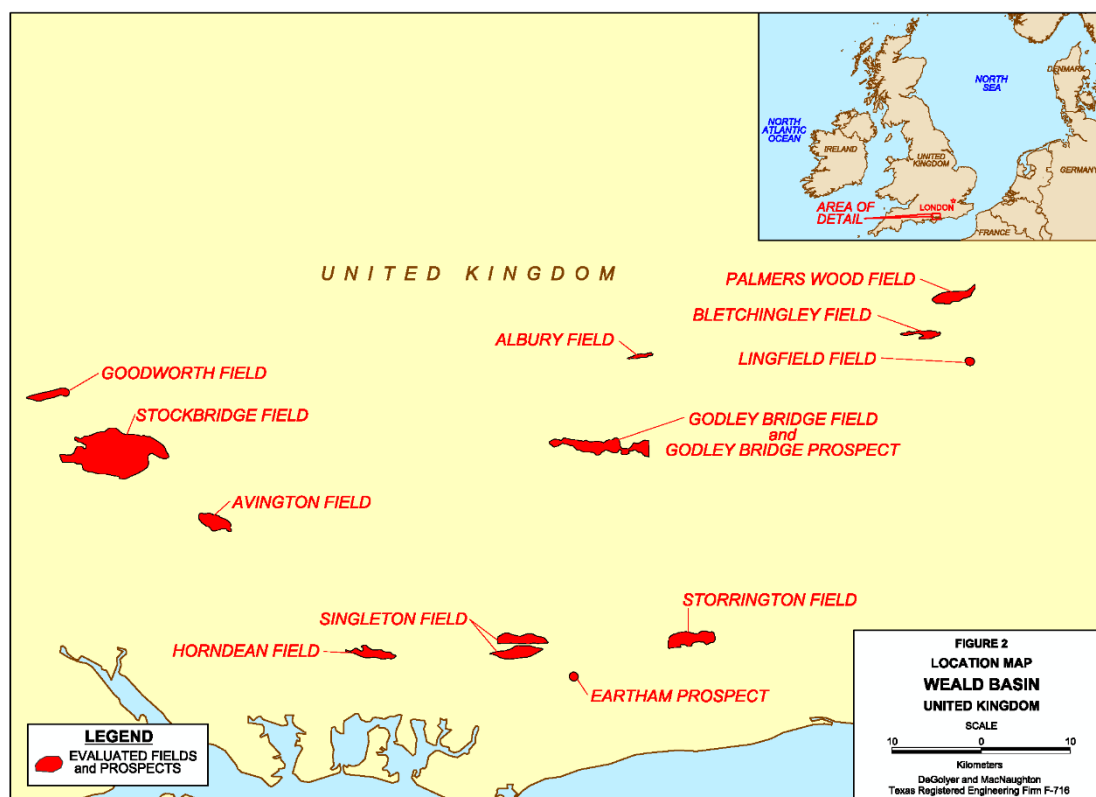 NORTH
SEA
DENMARK
NORTH
ATLANTIC
OCEAN
IRELAND
UNITED
KINGDOM
GERMANY
AREA OF
DETAIL
LONDON
FRANCE
UNITED KINGDOM
PALMERS WOOD FIELD
BLETCHINGLEY FIELD
ALBURY FIELD
LINGFIELD FIELD
GOODWORTH FIELD
STOCKBRIDGE FIELD
GODLEY BRIDGE FIELD
and
GODLEY BRIDGE PROSPECT
AVINGTON FIELD
STORRINGTON FIELD
SINGLETON FIELD
HORNDEAN FIELD
EARTHAM PROSPECT
LEGEND
EVALUATED FIELDS
and PROSPECTS
FIGURE 2
LOCATION MAP
WEALD BASIN
UNITED KINGDOM
SCALE
10 0 10
Kilometers
DeGolyer and MacNaughton
Texas Registered Engineering Firm F-716